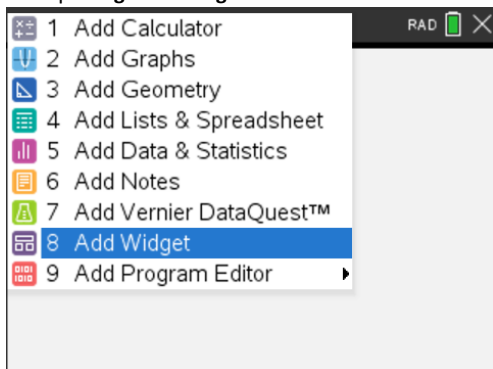 RAD
1 Add Calculator
2 Add Graphs
3 Add Geometry
4 Add Lists & Spreadsheet
5 Add Data & Statistics
6 Add Notes
7 Add Vernier DataQuest™
8 Add Widget
9 Add Program Editor